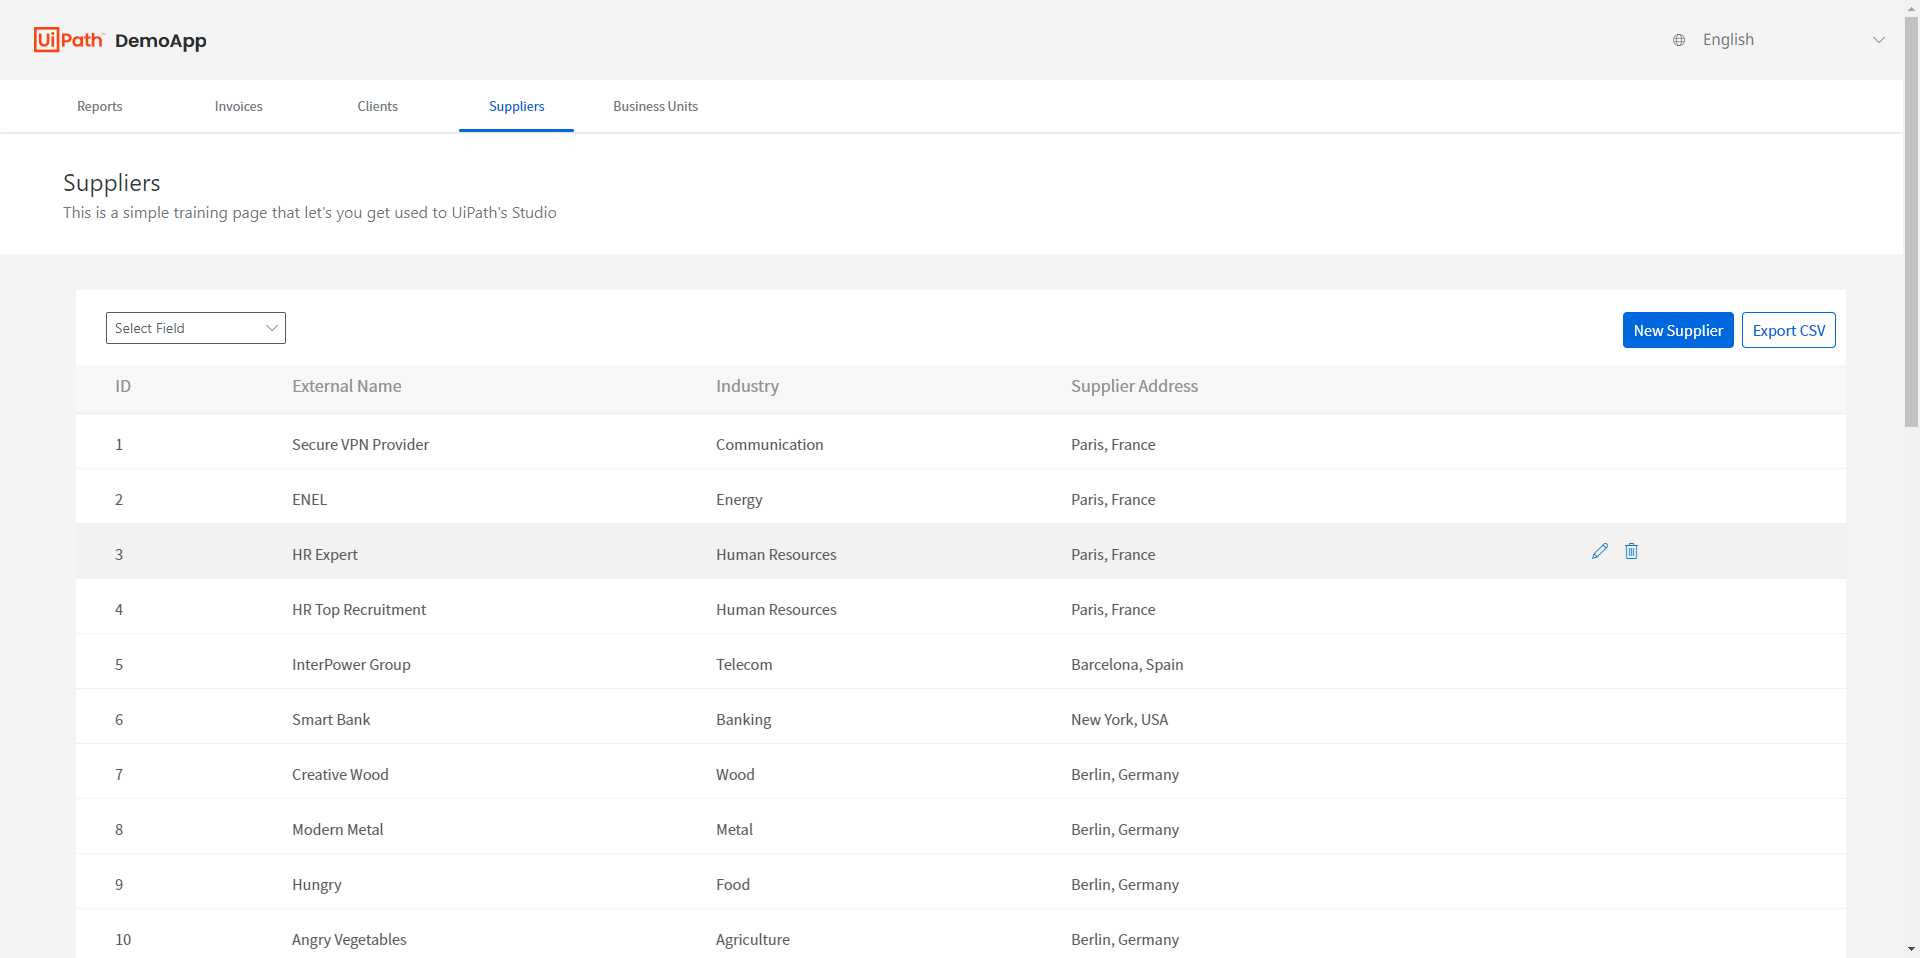 UiPath™ DemoApp
English
Reports Invoices Clients Suppliers Business Units
Suppliers
This is a simple training page that let's you get used to UiPath's Studio
Select Field
New Supplier Export CSV
ID External Name Industry Supplier Address
1 Secure VPN Provider Communication Paris, France
2 ENEL Energy Paris, France
3 HR Expert Human Resources Paris, France
4 HR Top Recruitment Human Resources Paris, France
5 InterPower Group Telecom Barcelona, Spain
6 Smart Bank Banking New York, USA
7 Creative Wood Wood Berlin, Germany
8 Modern Metal Metal Berlin, Germany
9 Hungry Food Berlin, Germany
10 Angry Vegetables Agriculture Berlin, Germany